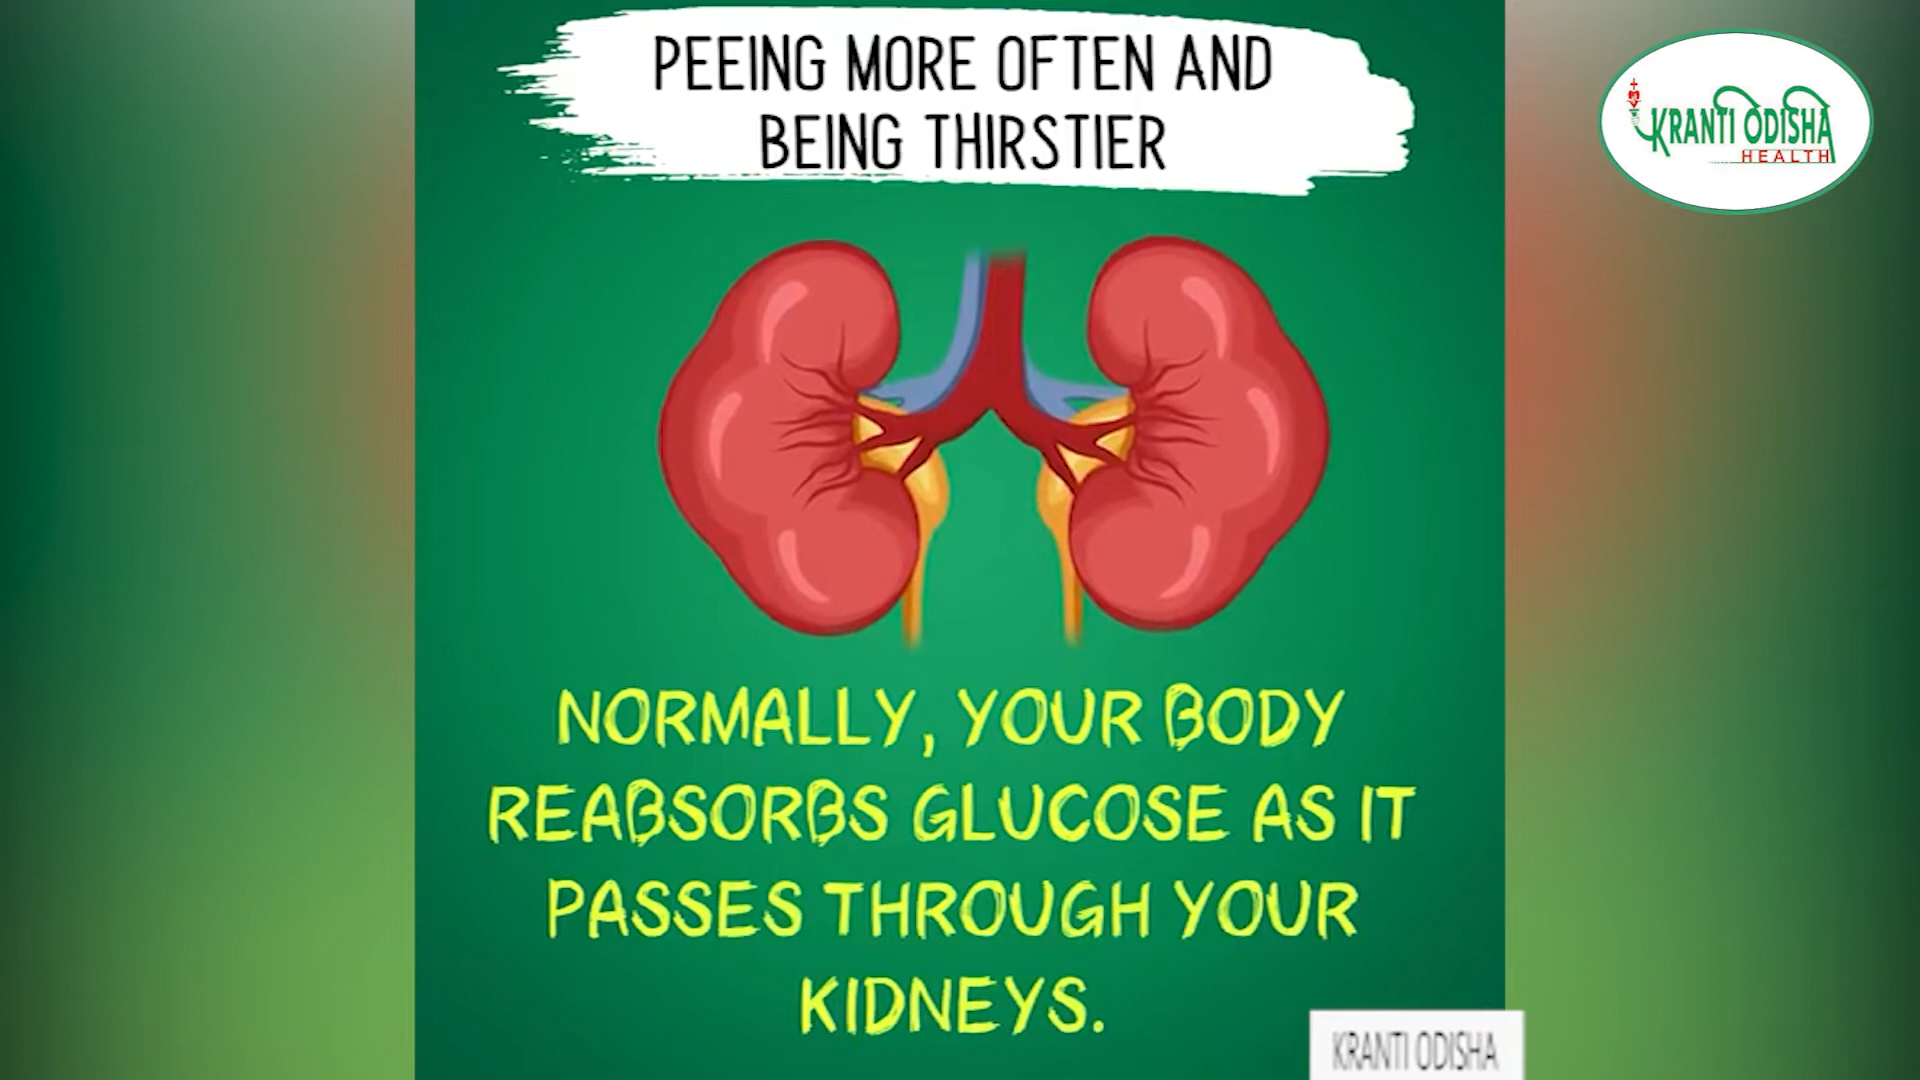 PEEING MORE OFTEN AND
BEING THIRSTIER
KRANTI ODISHA
HEALTH
NORMALLY, YOUR BODY
REABSORBS GLUCOSE AS IT
PASSES THROUGH YOUR
KIDNEYS.
KRANTI ODISHA